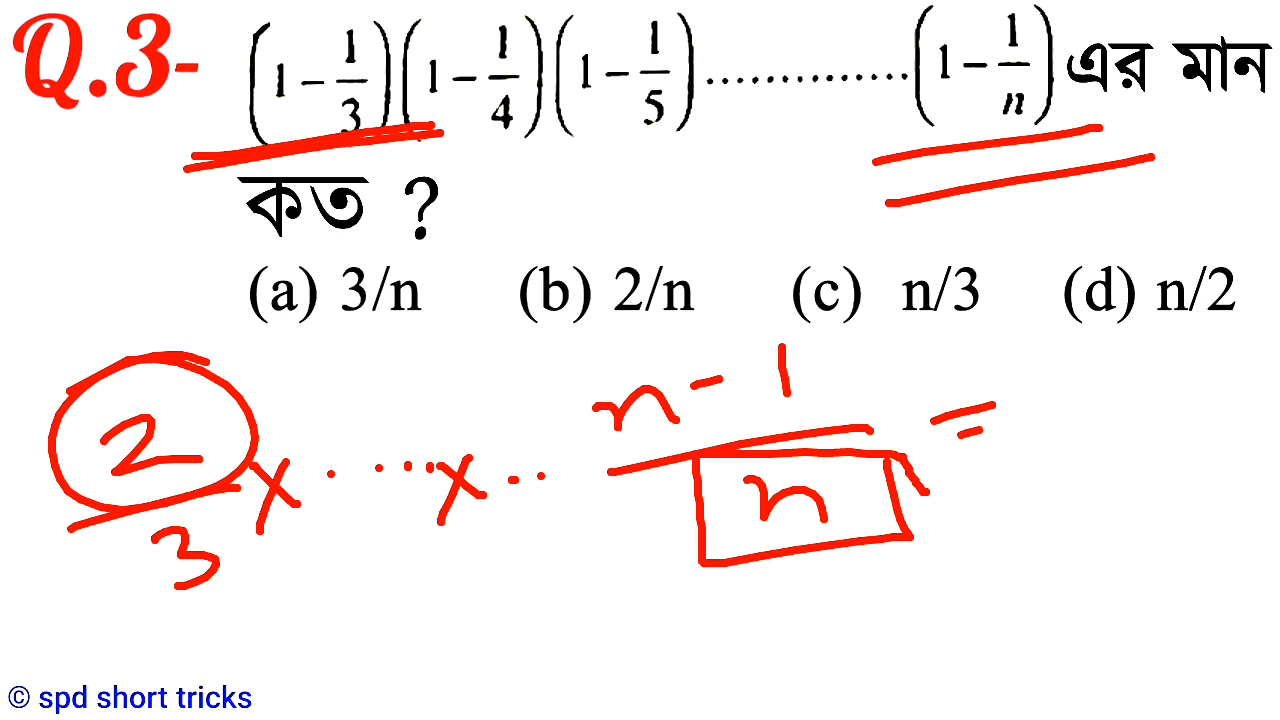 Q.3- (1 − 1/3)(1 − 1/4)(1 − 1/5)..............(1 − 1/n) এর মান
কত ?
(a) 3/n (b) 2/n (c) n/3 (d) n/2
2/3 × ..... × .. n-1/n =
© spd short tricks